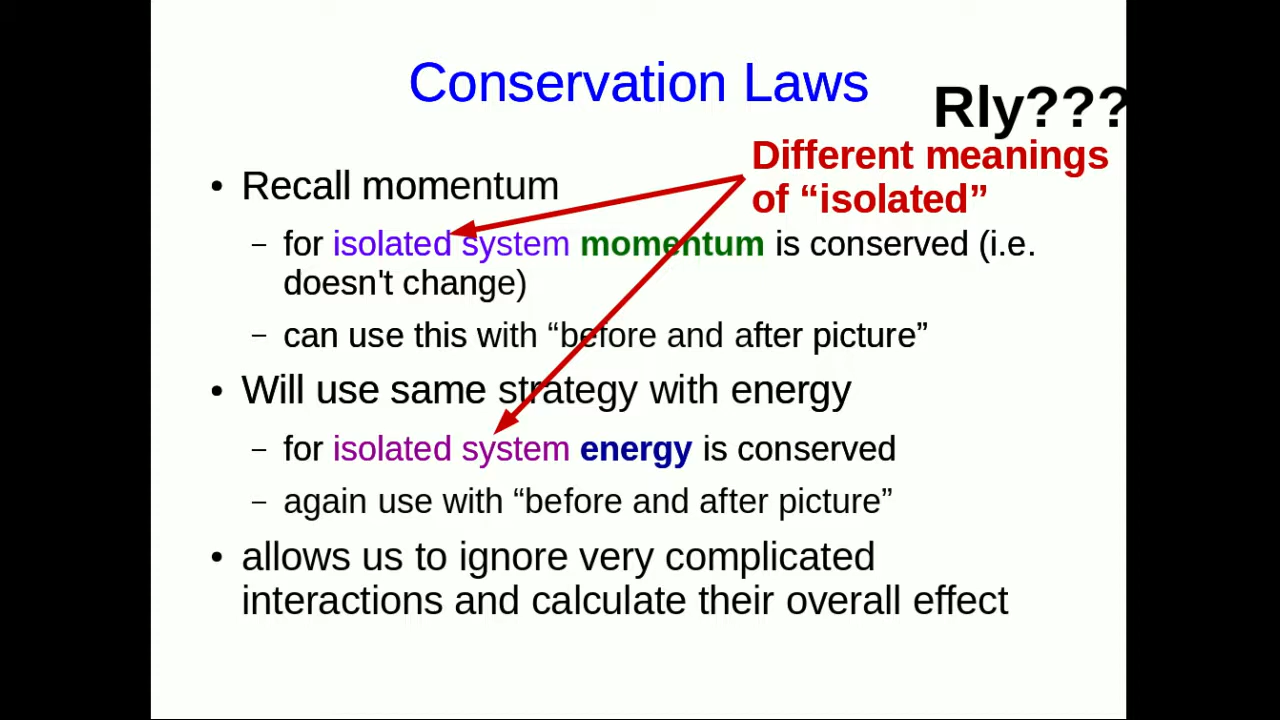 Conservation Laws
Rly???
Different meanings
of “isolated”
• Recall momentum
– for isolated system momentum is conserved (i.e.
doesn't change)
– can use this with “before and after picture”
• Will use same strategy with energy
– for isolated system energy is conserved
– again use with “before and after picture”
• allows us to ignore very complicated
interactions and calculate their overall effect